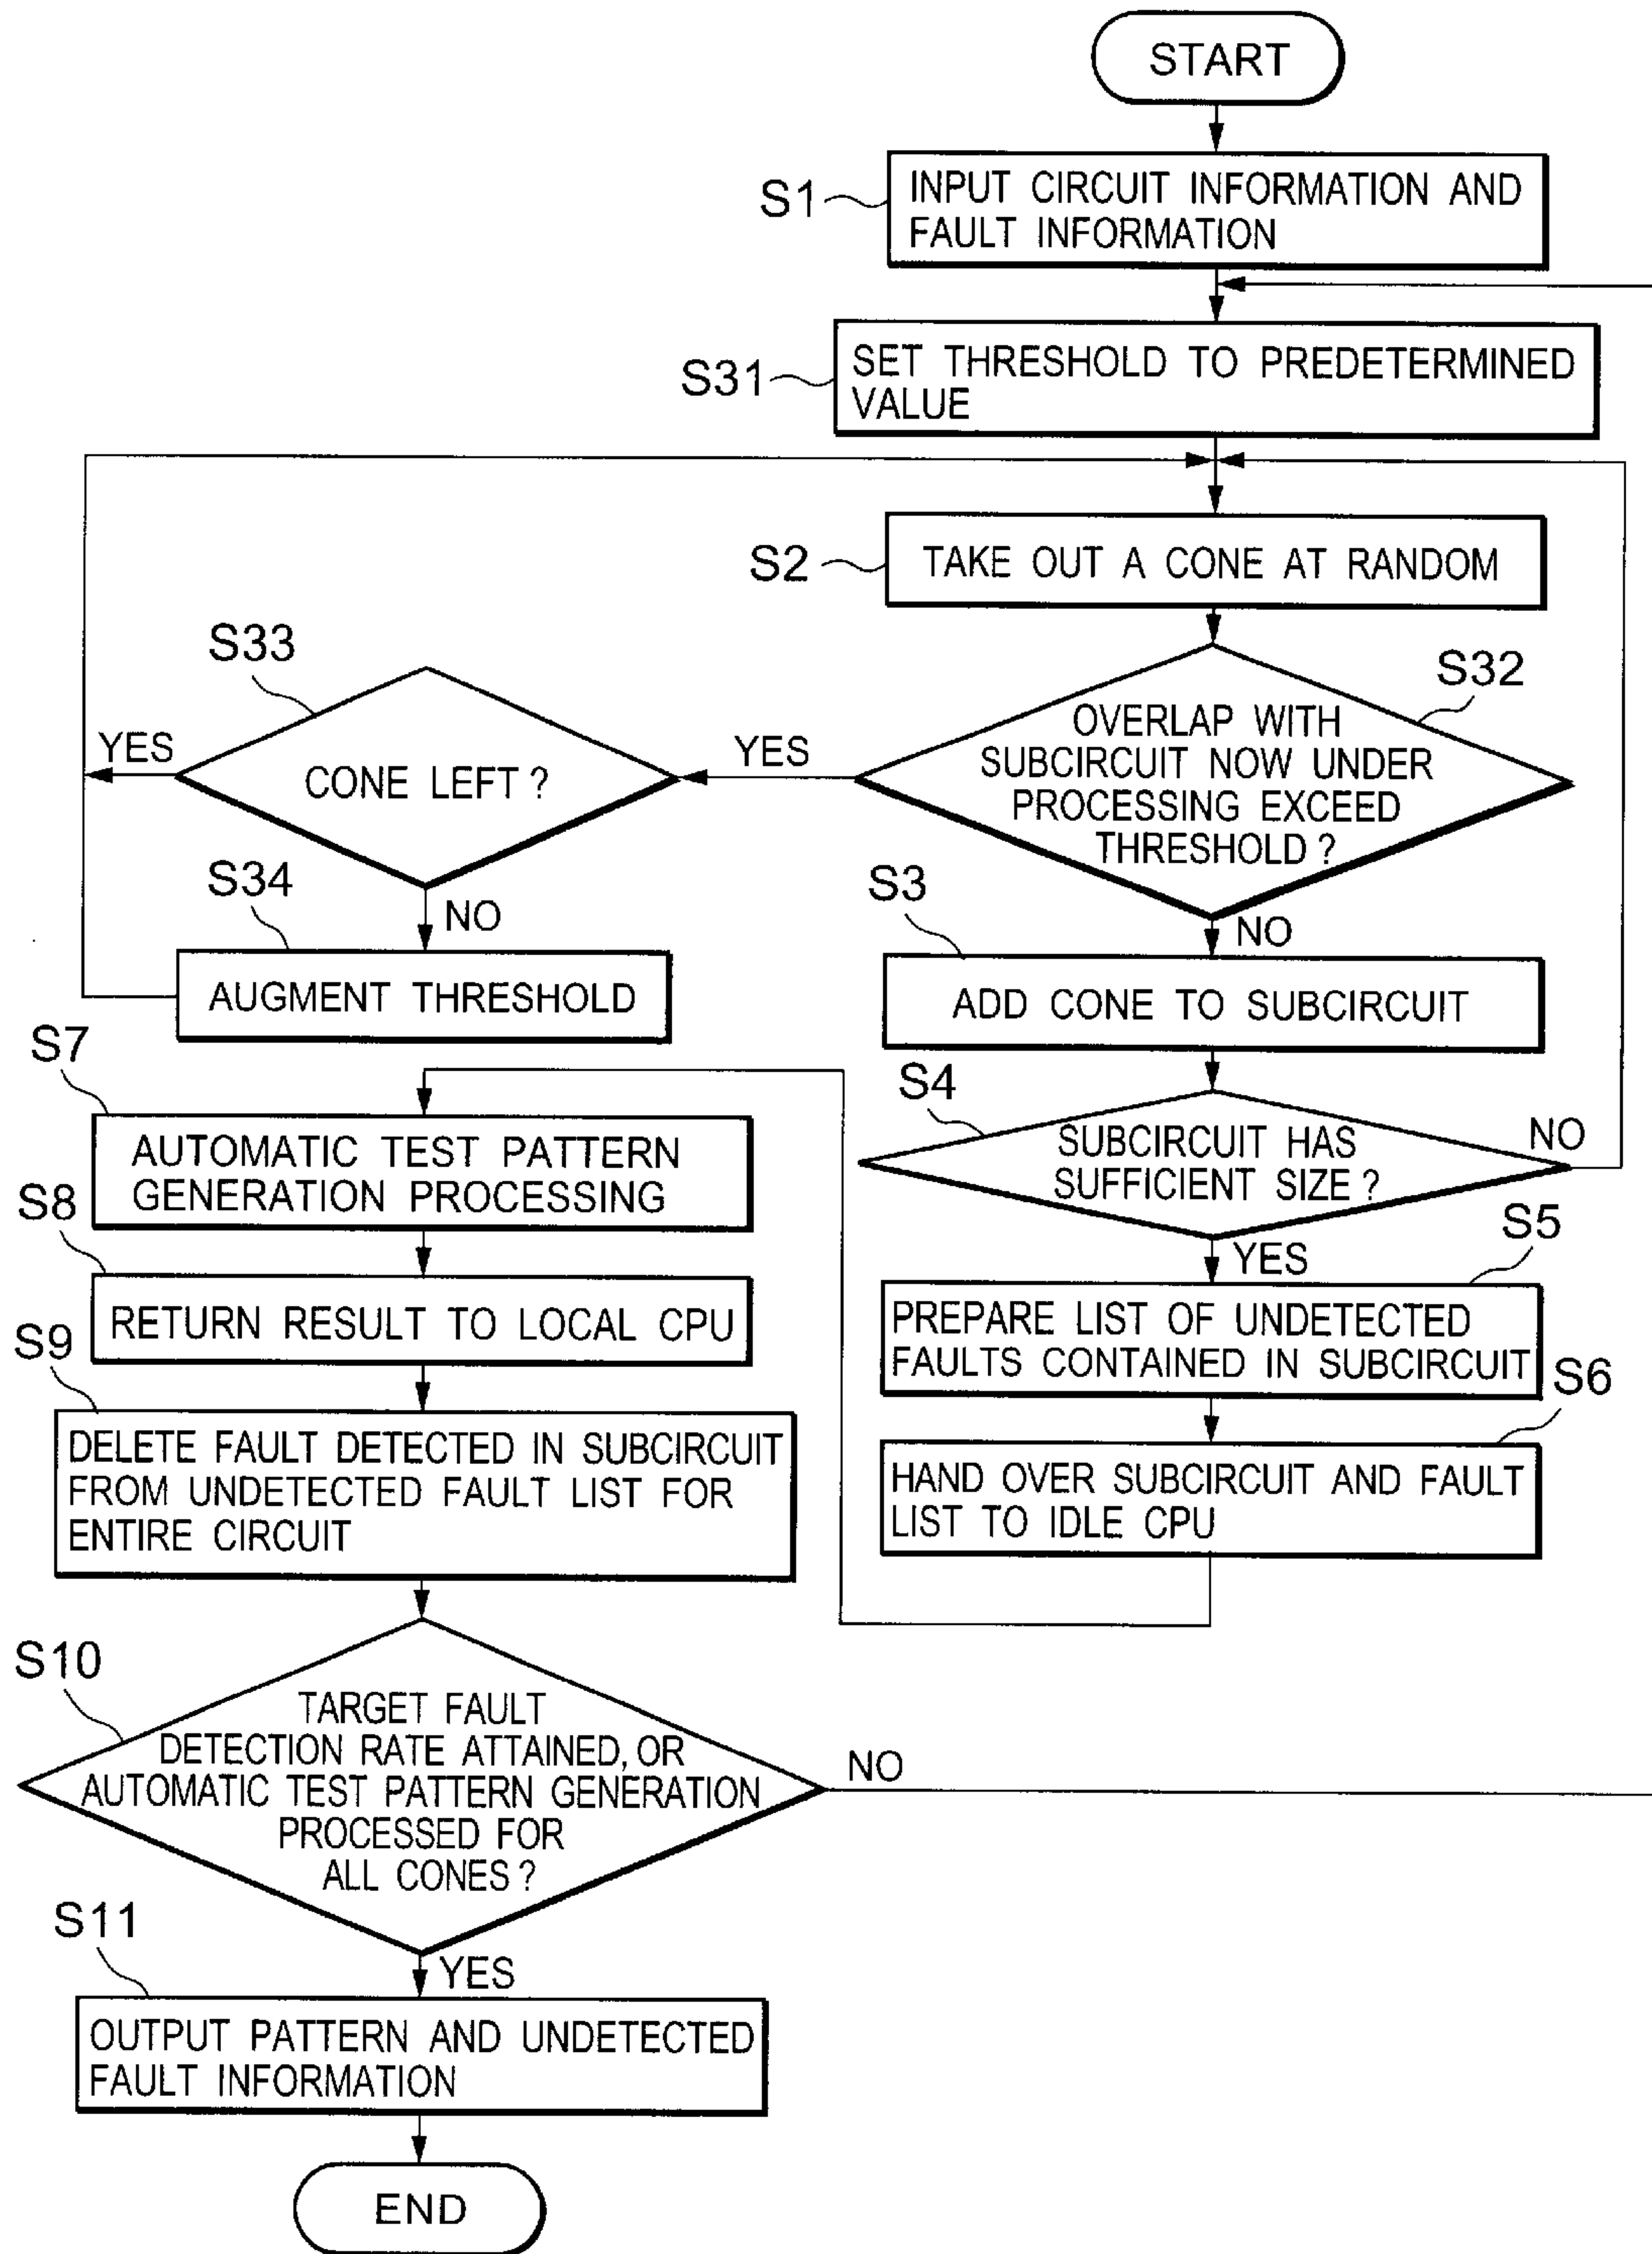 START
S1
INPUT CIRCUIT INFORMATION AND
FAULT INFORMATION
S31
SET THRESHOLD TO PREDETERMINED
VALUE
S2
TAKE OUT A CONE AT RANDOM
S32
OVERLAP WITH
SUBCIRCUIT NOW UNDER
PROCESSING EXCEED
THRESHOLD?
YES
NO
S33
CONE LEFT?
YES
NO
S34
AUGMENT THRESHOLD
S3
ADD CONE TO SUBCIRCUIT
S4
SUBCIRCUIT HAS
SUFFICIENT SIZE?
NO
YES
S5
PREPARE LIST OF UNDETECTED
FAULTS CONTAINED IN SUBCIRCUIT
S6
HAND OVER SUBCIRCUIT AND FAULT
LIST TO IDLE CPU
S7
AUTOMATIC TEST PATTERN
GENERATION PROCESSING
S8
RETURN RESULT TO LOCAL CPU
S9
DELETE FAULT DETECTED IN SUBCIRCUIT
FROM UNDETECTED FAULT LIST FOR
ENTIRE CIRCUIT
S10
TARGET FAULT
DETECTION RATE ATTAINED, OR
AUTOMATIC TEST PATTERN GENERATION
PROCESSED FOR
ALL CONES?
NO
YES
S11
OUTPUT PATTERN AND UNDETECTED
FAULT INFORMATION
END